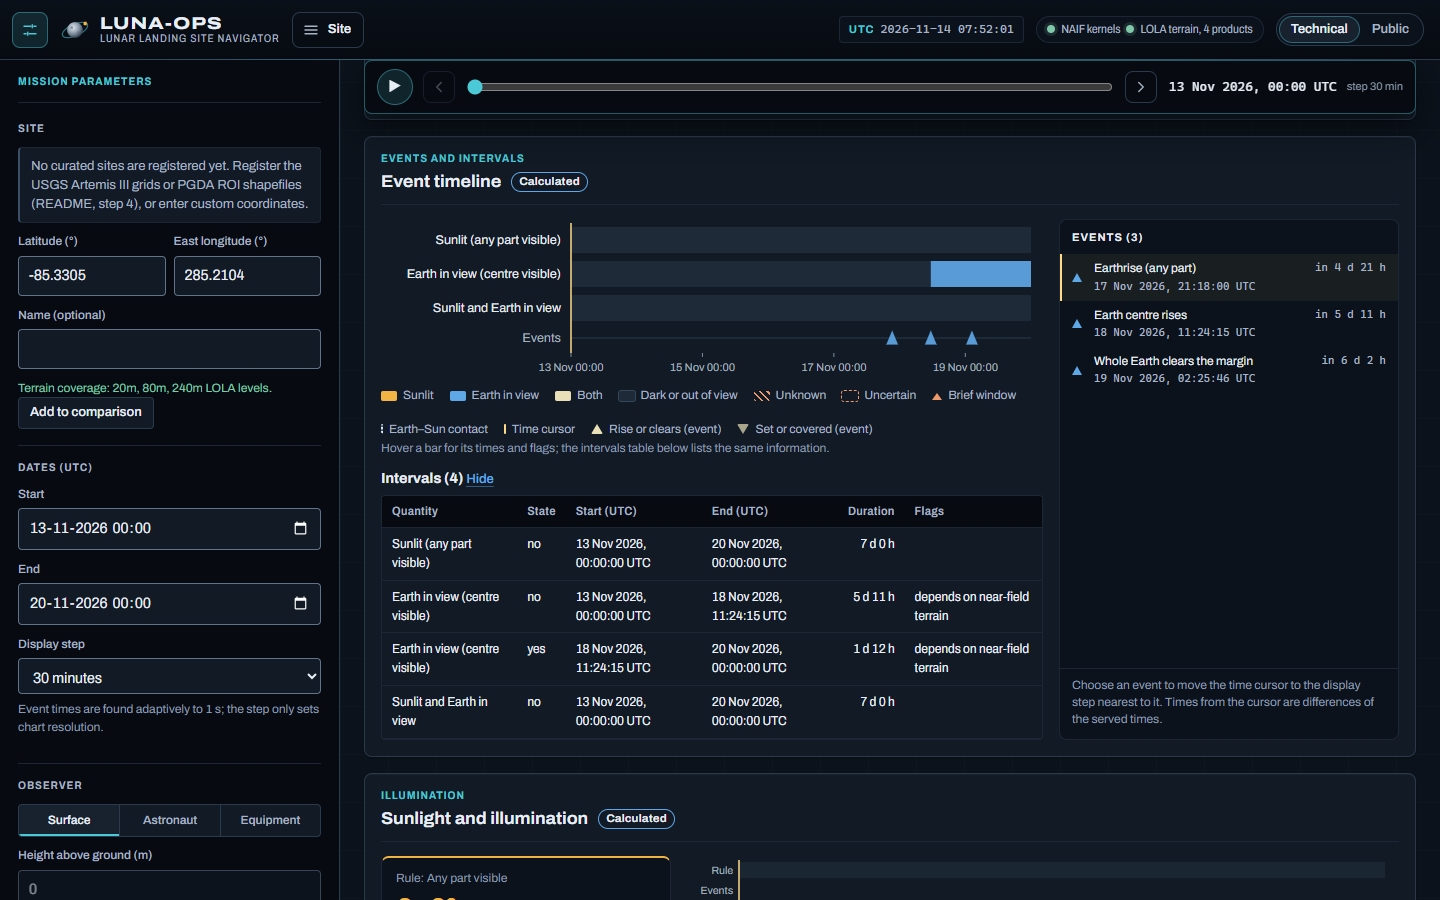 LUNA-OPS
LUNAR LANDING SITE NAVIGATOR
Site
UTC 2026-11-14 07:52:01
NAIF kernels
LOLA terrain, 4 products
Technical
Public
MISSION PARAMETERS
SITE
No curated sites are registered yet. Register the
USGS Artemis III grids or PGDA ROI shapefiles
(README, step 4), or enter custom coordinates.
Latitude (°)
East longitude (°)
-85.3305
285.2104
Name (optional)
Terrain coverage: 20m, 80m, 240m LOLA levels.
Add to comparison
DATES (UTC)
Start
13-11-2026 00:00
End
20-11-2026 00:00
Display step
30 minutes
Event times are found adaptively to 1 s; the step only sets
chart resolution.
OBSERVER
Surface
Astronaut
Equipment
Height above ground (m)
0
13 Nov 2026, 00:00 UTC
step 30 min
EVENTS AND INTERVALS
Event timeline
Calculated
Sunlit (any part visible)
Earth in view (centre visible)
Sunlit and Earth in view
Events
13 Nov 00:00
15 Nov 00:00
17 Nov 00:00
19 Nov 00:00
Sunlit
Earth in view
Both
Dark or out of view
Unknown
Uncertain
Brief window
Earth–Sun contact
Time cursor
Rise or clears (event)
Set or covered (event)
Hover a bar for its times and flags; the intervals table below lists the same information.
Intervals (4) Hide
Quantity State Start (UTC) End (UTC) Duration Flags
Sunlit (any part visible) no 13 Nov 2026, 00:00:00 UTC 20 Nov 2026, 00:00:00 UTC 7 d 0 h
Earth in view (centre visible) no 13 Nov 2026, 00:00:00 UTC 18 Nov 2026, 11:24:15 UTC 5 d 11 h depends on near-field terrain
Earth in view (centre visible) yes 18 Nov 2026, 11:24:15 UTC 20 Nov 2026, 00:00:00 UTC 1 d 12 h depends on near-field terrain
Sunlit and Earth in view no 13 Nov 2026, 00:00:00 UTC 20 Nov 2026, 00:00:00 UTC 7 d 0 h
EVENTS (3)
Earthrise (any part) in 4 d 21 h
17 Nov 2026, 21:18:00 UTC
Earth centre rises in 5 d 11 h
18 Nov 2026, 11:24:15 UTC
Whole Earth clears the margin in 6 d 2 h
19 Nov 2026, 02:25:46 UTC
Choose an event to move the time cursor to the display
step nearest to it. Times from the cursor are differences of
the served times.
ILLUMINATION
Sunlight and illumination
Calculated
Rule: Any part visible
Rule
Events